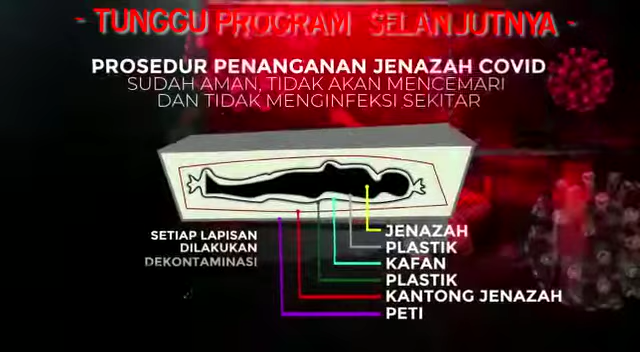 - TUNGGU PROGRAM SELANJUTNYA -
PROSEDUR PENANGANAN JENAZAH COVID
SUDAH AMAN, TIDAK AKAN MENCEMARI
DAN TIDAK MENGINFEKSI SEKITAR
SETIAP LAPISAN
DILAKUKAN
DEKONTAMINASI
JENAZAH
PLASTIK
KAFAN
PLASTIK
KANTONG JENAZAH
PETI